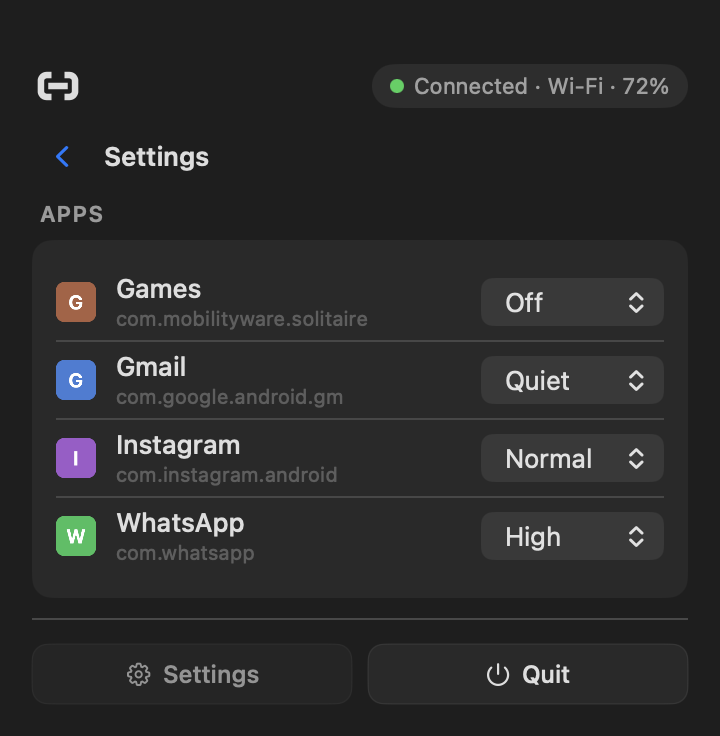 Connected · Wi-Fi · 72%
Settings
APPS
G
Games
com.mobilityware.solitaire
Off
G
Gmail
com.google.android.gm
Quiet
I
Instagram
com.instagram.android
Normal
W
WhatsApp
com.whatsapp
High
Settings
Quit